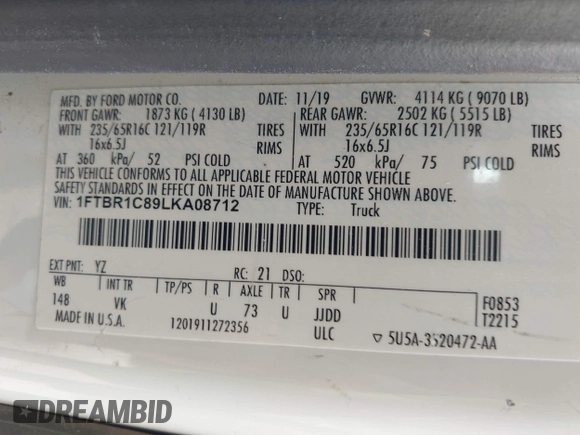 MFD. BY FORD MOTOR CO. DATE: 11/19 GVWR: 4114 KG ( 9070 LB)
FRONT GAWR: 1873 KG ( 4130 LB) REAR GAWR: 2502 KG ( 5515 LB)
WITH 235/65R16C 121/119R TIRES WITH 235/65R16C 121/119R TIRES
16x6.5J RIMS 16x6.5J RIMS
AT 360 kPa/ 52 PSI COLD AT 520 kPa/ 75 PSI COLD
THIS VEHICLE CONFORMS TO ALL APPLICABLE FEDERAL MOTOR VEHICLE
SAFETY STANDARDS IN EFFECT ON THE DATE OF MANUFACTURE SHOWN ABOVE.
VIN: 1FTBR1C89LKA08712 TYPE: Truck
EXT PNT: YZ RC: 21 DSO:
WB INT TR TP/PS R AXLE TR SPR F0853
148 VK U 73 U JJDD T2215
MADE IN U.S.A. 1201911272356 ULC ▽ 5U5A-3520472-AA
DREAMBID